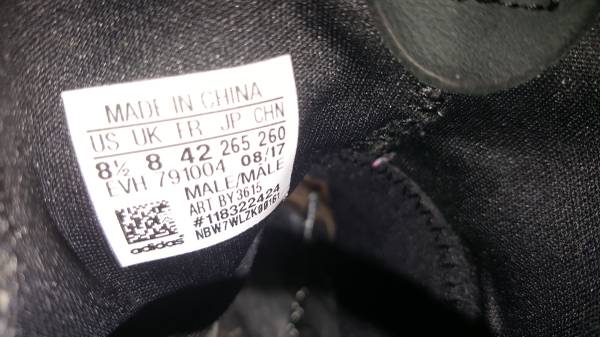 MADE IN CHINA
US UK FR JP CHN
8½ 8 42 265 260
EVH 791004 08/17
MALE/MALE
ART BY3615
#118322424
adidas